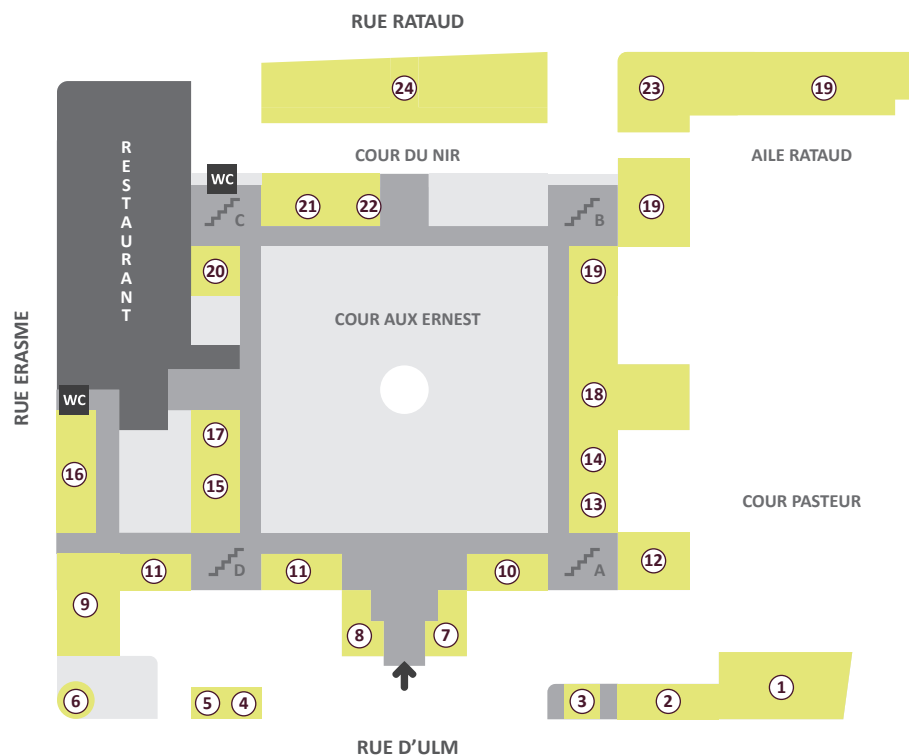 RUE RATAUD
24
23
19
COUR DU NIR
AILE RATAUD
WC
C
21
22
B
19
20
19
RESTAURANT
COUR AUX ERNEST
RUE ERASME
WC
18
17
14
16
15
13
COUR PASTEUR
11
D
11
10
A
12
9
8
7
6
5
4
3
2
1
RUE D'ULM